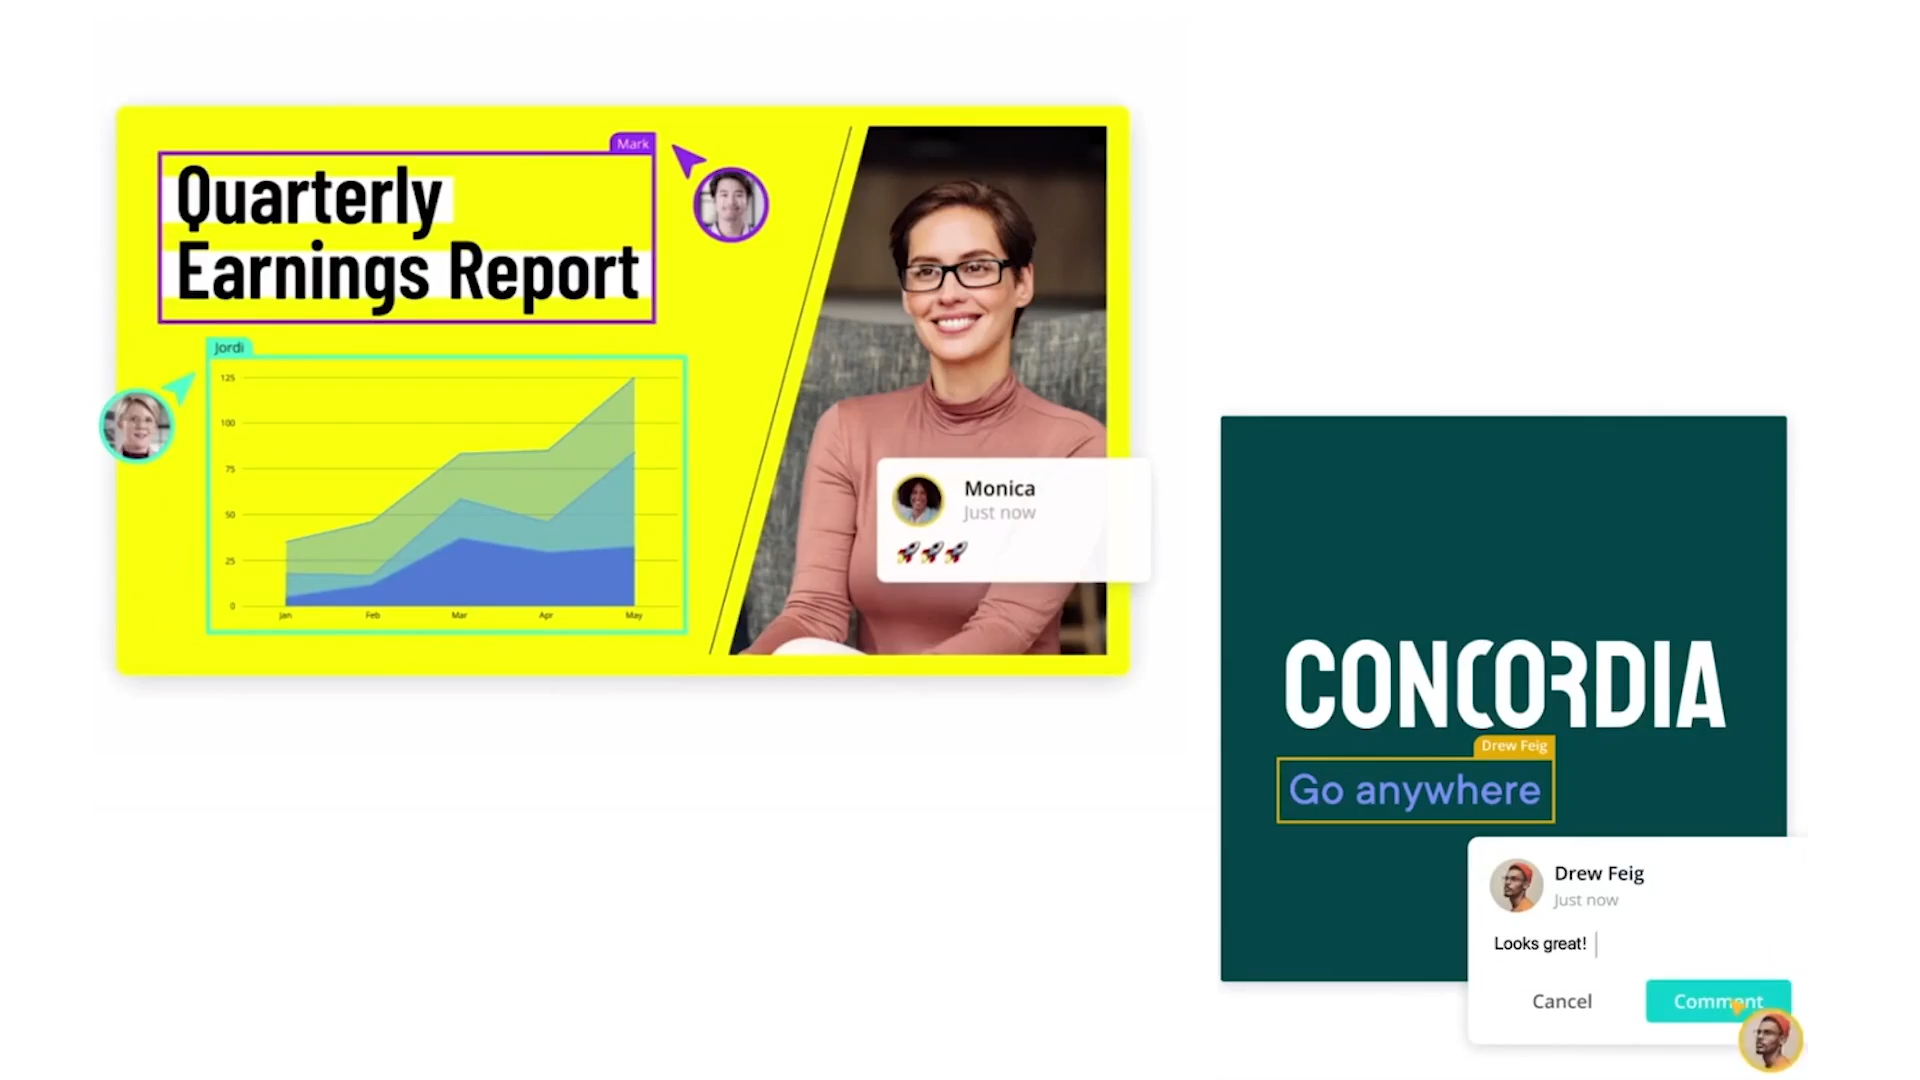 Mark
Quarterly
Earnings Report
Jordi
125
100
75
50
25
0
Jan
Feb
Mar
Apr
May
Monica
Just now
🚀🚀🚀
CONCORDIA
Drew Feig
Go anywhere
Drew Feig
Just now
Looks great!
Cancel
Comment